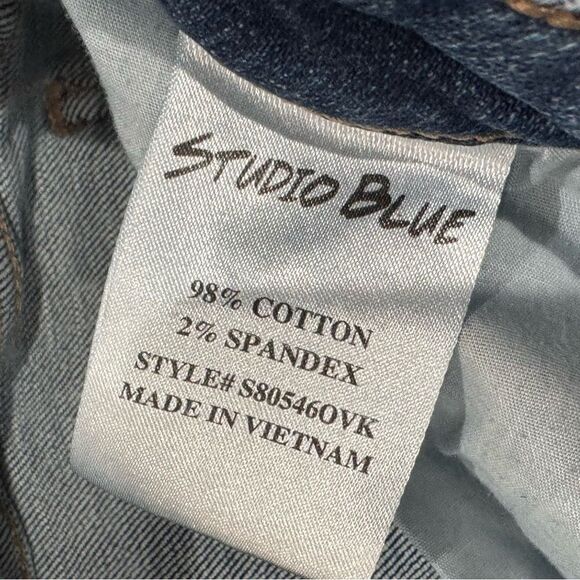 STUDIO BLUE
98% COTTON
2% SPANDEX
STYLE# S80546OVK
MADE IN VIETNAM